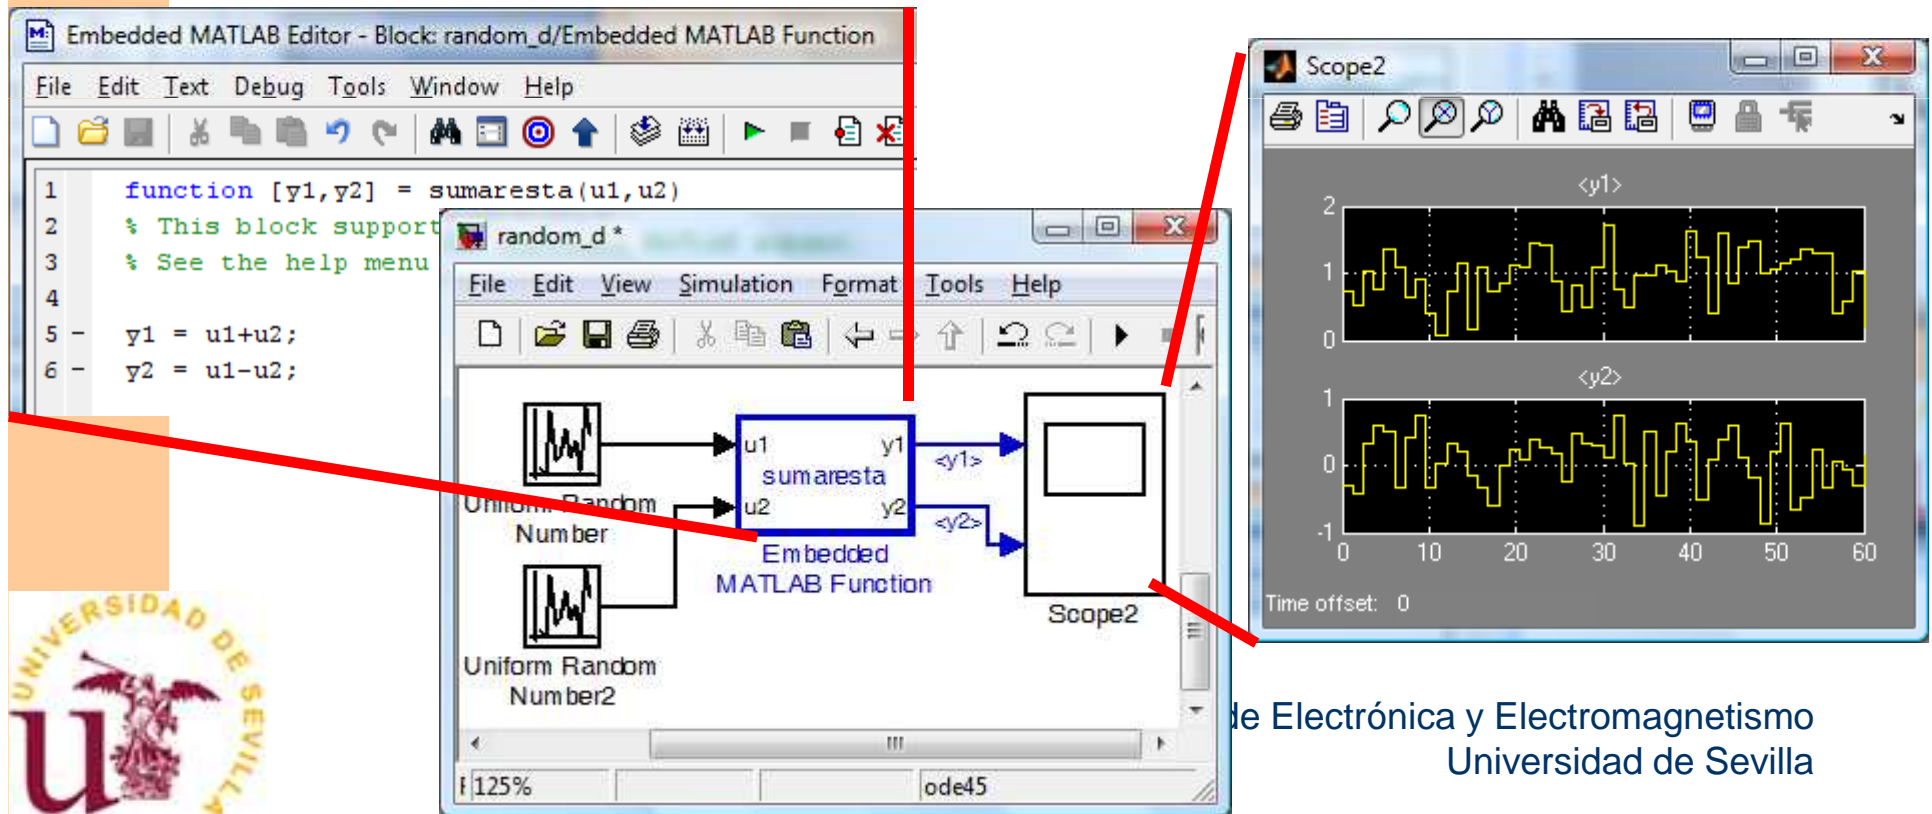 Embedded MATLAB Editor - Block: random_d/Embedded MATLAB Function
File Edit Text Debug Tools Window Help
1 function [y1,y2] = sumaresta(u1,u2)
2 % This block support
3 % See the help menu
4
5 - y1 = u1+u2;
6 - y2 = u1-u2;
random_d *
File Edit View Simulation Format Tools Help
u1 y1
sumaresta
u2 y2
<y1>
<y2>
Uniform Random
Number
Embedded
MATLAB Function
Scope2
Uniform Random
Number2
125% ode45
Scope2
<y1>
2
1
0
<y2>
1
0
-1
0 10 20 30 40 50 60
Time offset: 0
de Electrónica y Electromagnetismo
Universidad de Sevilla
UNIVERSIDAD DE SEVILLA